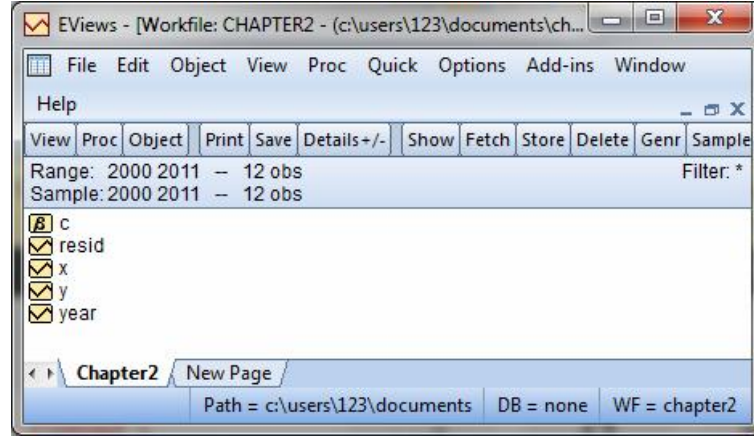 EViews - [Workfile: CHAPTER2 - (c:\users\123\documents\ch...
File Edit Object View Proc Quick Options Add-ins Window
Help
View Proc Object Print Save Details+/- Show Fetch Store Delete Genr Sample
Range: 2000 2011 -- 12 obs Filter: *
Sample: 2000 2011 -- 12 obs
β c
resid
x
y
year
Chapter2 New Page
Path = c:\users\123\documents DB = none WF = chapter2